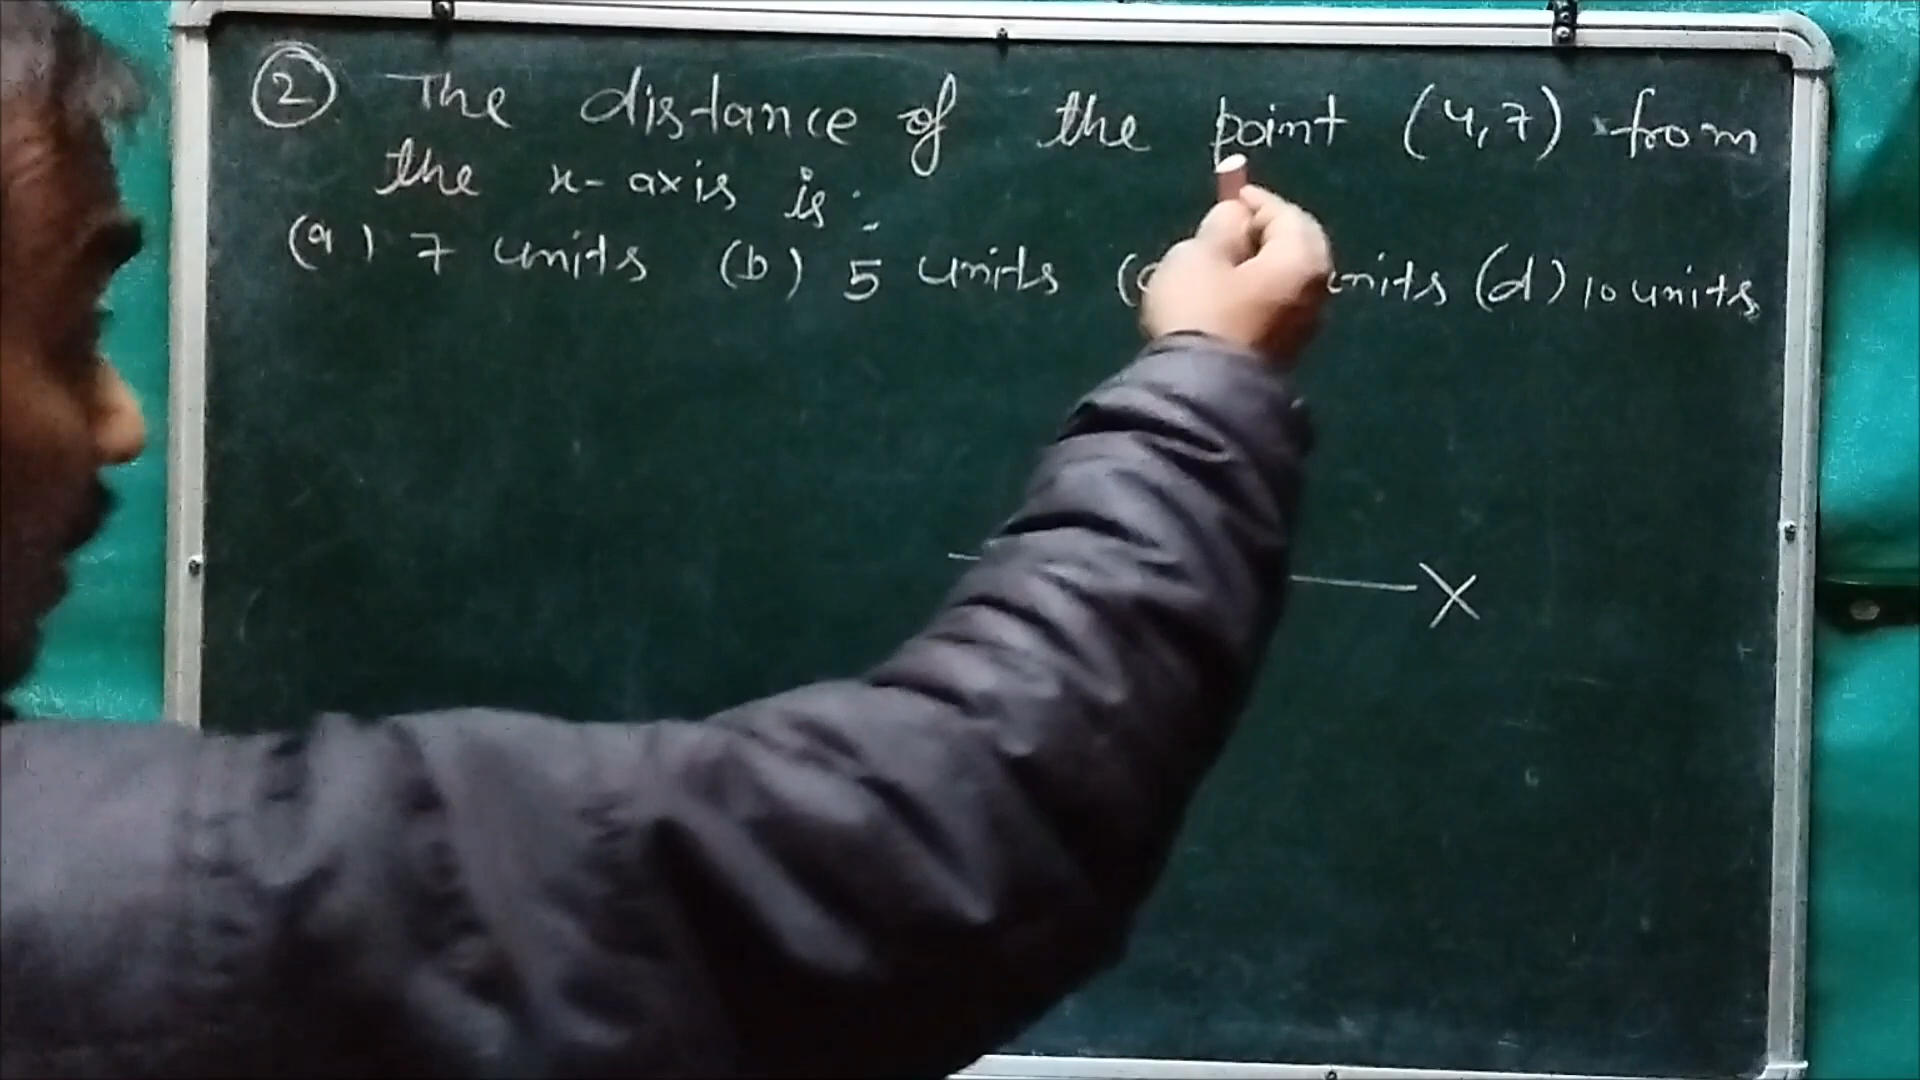 ② The distance of the point (4,7) from
the x-axis is :-
(a) 7 units (b) 5 units ( units (d) 10 units
X